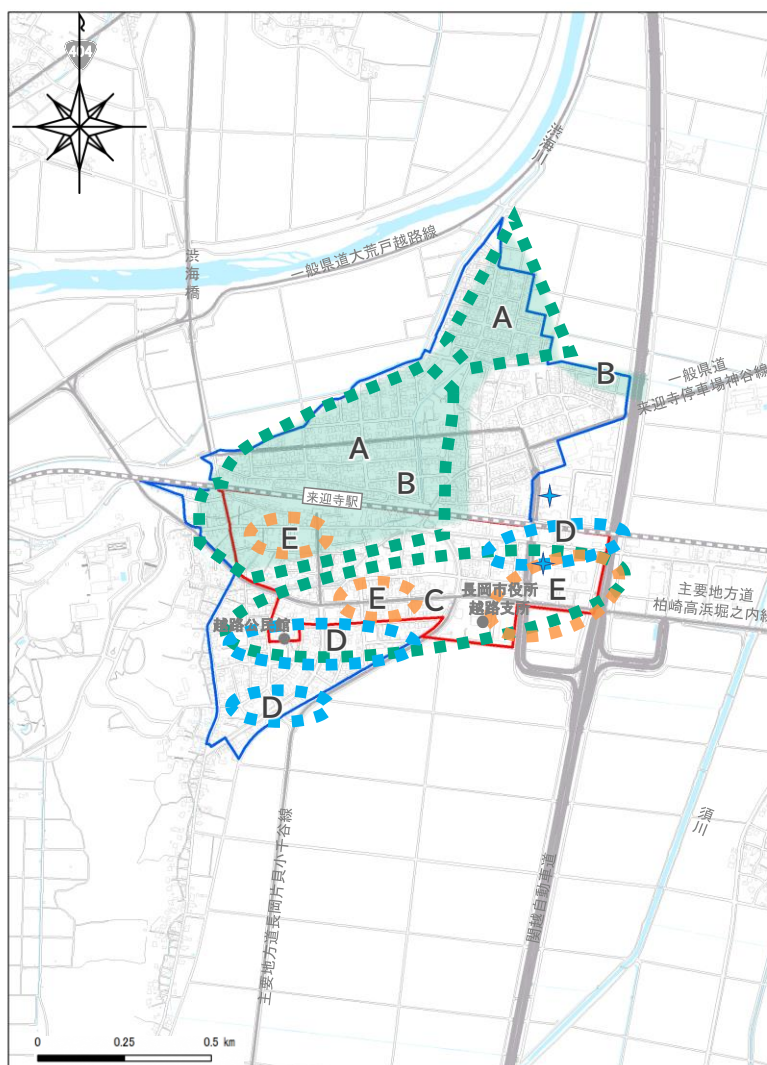 404
渋海川
一般県道大荒戸越路線
渋海橋
A
B
一般県道
来迎寺停車場神谷線
A
B
来迎寺駅
D
E
E
長岡市役所
越路支所
E
C
主要地方道
柏崎高浜堀之内線
越路公民館
D
D
須川
関越自動車道
主要地方道長岡片貝小千谷線
0 0.25 0.5 km